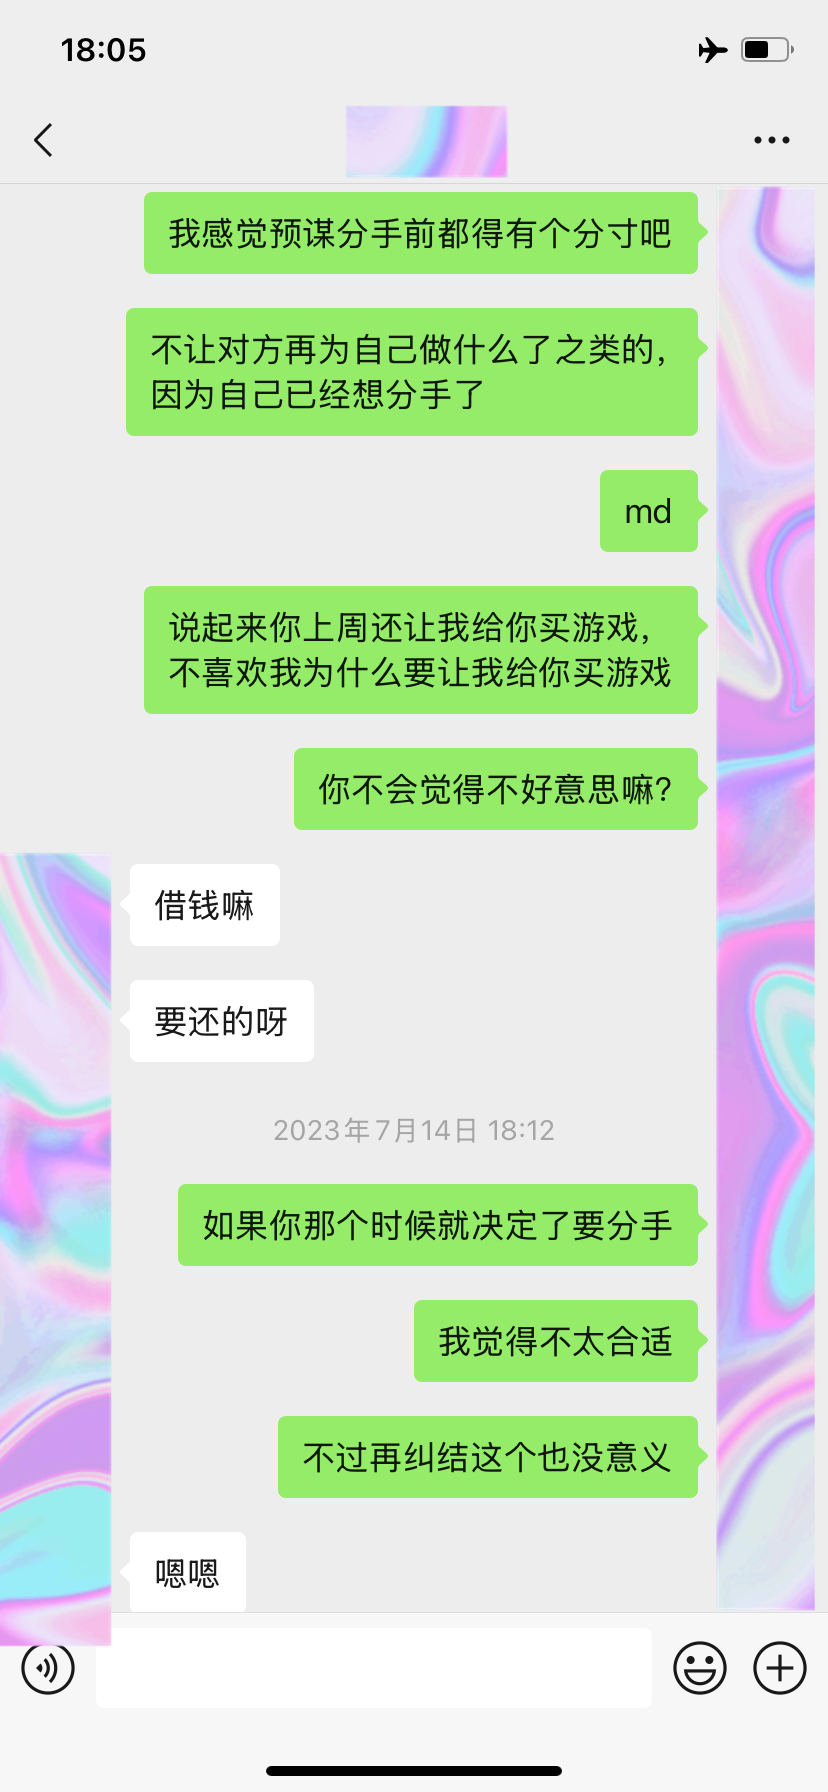 18:05
我感觉预谋分手前都得有个分寸吧
不让对方再为自己做什么了之类的，
因为自己已经想分手了
md
说起来你上周还让我给你买游戏，
不喜欢我为什么要让我给你买游戏
你不会觉得不好意思嘛?
借钱嘛
要还的呀
2023年7月14日 18:12
如果你那个时候就决定了要分手
我觉得不太合适
不过再纠结这个也没意义
嗯嗯